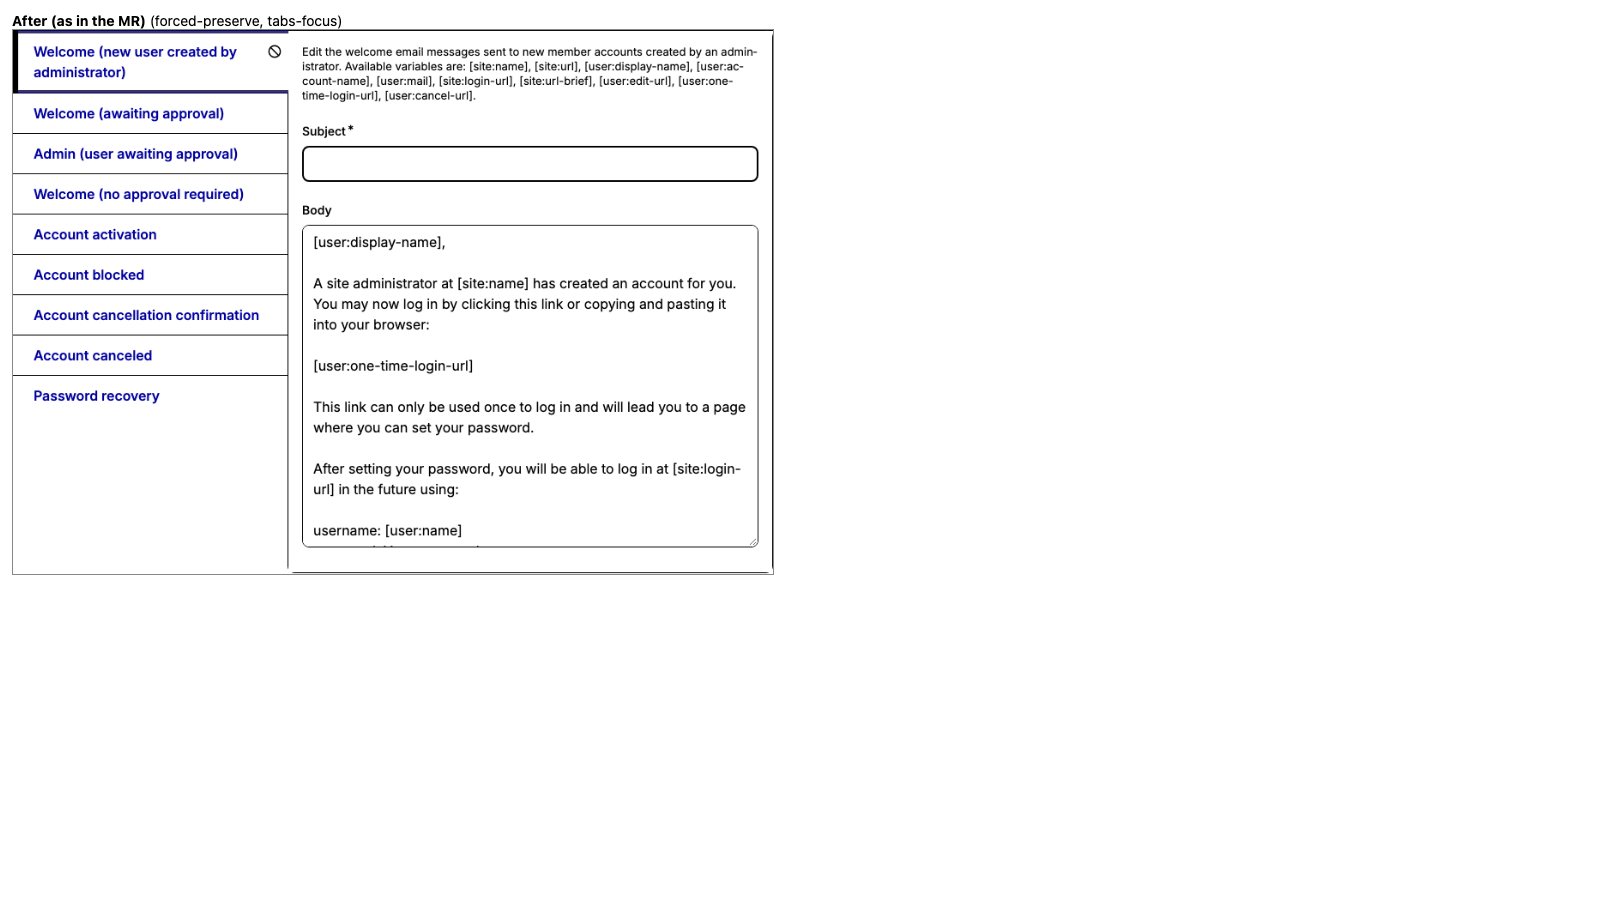 After (as in the MR) (forced-preserve, tabs-focus)
Welcome (new user created by
administrator)
Welcome (awaiting approval)
Admin (user awaiting approval)
Welcome (no approval required)
Account activation
Account blocked
Account cancellation confirmation
Account canceled
Password recovery
Edit the welcome email messages sent to new member accounts created by an admin-
istrator. Available variables are: [site:name], [site:url], [user:display-name], [user:ac-
count-name], [user:mail], [site:login-url], [site:url-brief], [user:edit-url], [user:one-
time-login-url], [user:cancel-url].
Subject *
Body
[user:display-name],
A site administrator at [site:name] has created an account for you.
You may now log in by clicking this link or copying and pasting it
into your browser:
[user:one-time-login-url]
This link can only be used once to log in and will lead you to a page
where you can set your password.
After setting your password, you will be able to log in at [site:login-
url] in the future using:
username: [user:name]